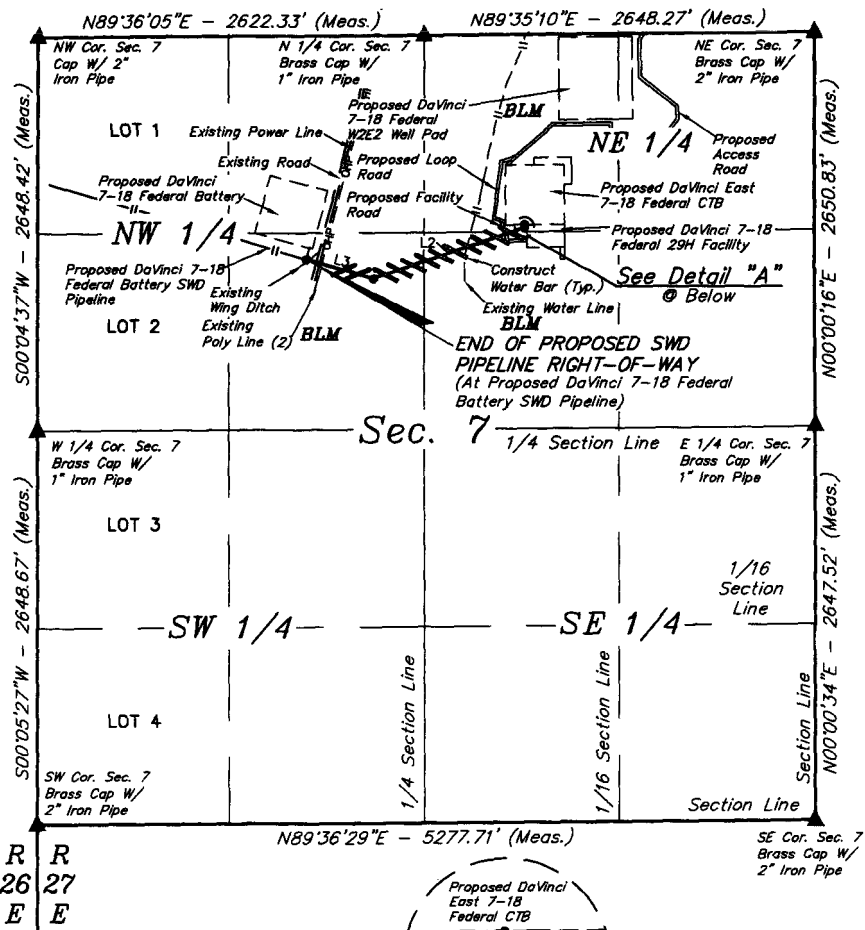 N89°36'05"E - 2622.33' (Meas.)
N89°35'10"E - 2648.27' (Meas.)
NW Cor. Sec. 7
Cap W/ 2"
Iron Pipe
N 1/4 Cor. Sec. 7
Brass Cap W/
1" Iron Pipe
NE Cor. Sec. 7
Brass Cap W/
2" Iron Pipe
S00°04'37"W - 2648.42' (Meas.)
N00°00'16"E - 2650.83' (Meas.)
LOT 1
Existing Power Line
Existing Road
Proposed DaVinci
7-18 Federal
W2E2 Well Pad
BLM
NE 1/4
Proposed
Access
Road
Proposed Loop
Road
Proposed DaVinci
7-18 Federal Battery
Proposed Facility
Road
Proposed DaVinci East
7-18 Federal CTB
OHP
OHP
NW 1/4
L2
L3
Proposed DaVinci 7-18
Federal 29H Facility
Proposed DaVinci 7-18
Federal Battery SWD
Pipeline
Construct
Water Bar (Typ.)
See Detail "A"
@ Below
Existing
Wing Ditch
Existing Water Line
LOT 2
Existing
Poly Line (2)
BLM
BLM
END OF PROPOSED SWD
PIPELINE RIGHT-OF-WAY
(At Proposed DaVinci 7-18 Federal
Battery SWD Pipeline)
Sec. 7
1/4 Section Line
W 1/4 Cor. Sec. 7
Brass Cap W/
1" Iron Pipe
E 1/4 Cor. Sec. 7
Brass Cap W/
1" Iron Pipe
S00°05'27"W - 2648.67' (Meas.)
N00°00'34"E - 2647.52' (Meas.)
LOT 3
1/16
Section
Line
SW 1/4
SE 1/4
LOT 4
1/4 Section Line
1/16 Section Line
Section Line
SW Cor. Sec. 7
Brass Cap W/
2" Iron Pipe
Section Line
N89°36'29"E - 5277.71' (Meas.)
SE Cor. Sec. 7
Brass Cap W/
2" Iron Pipe
R R
26 27
E E
Proposed DaVinci
East 7-18
Federal CTB